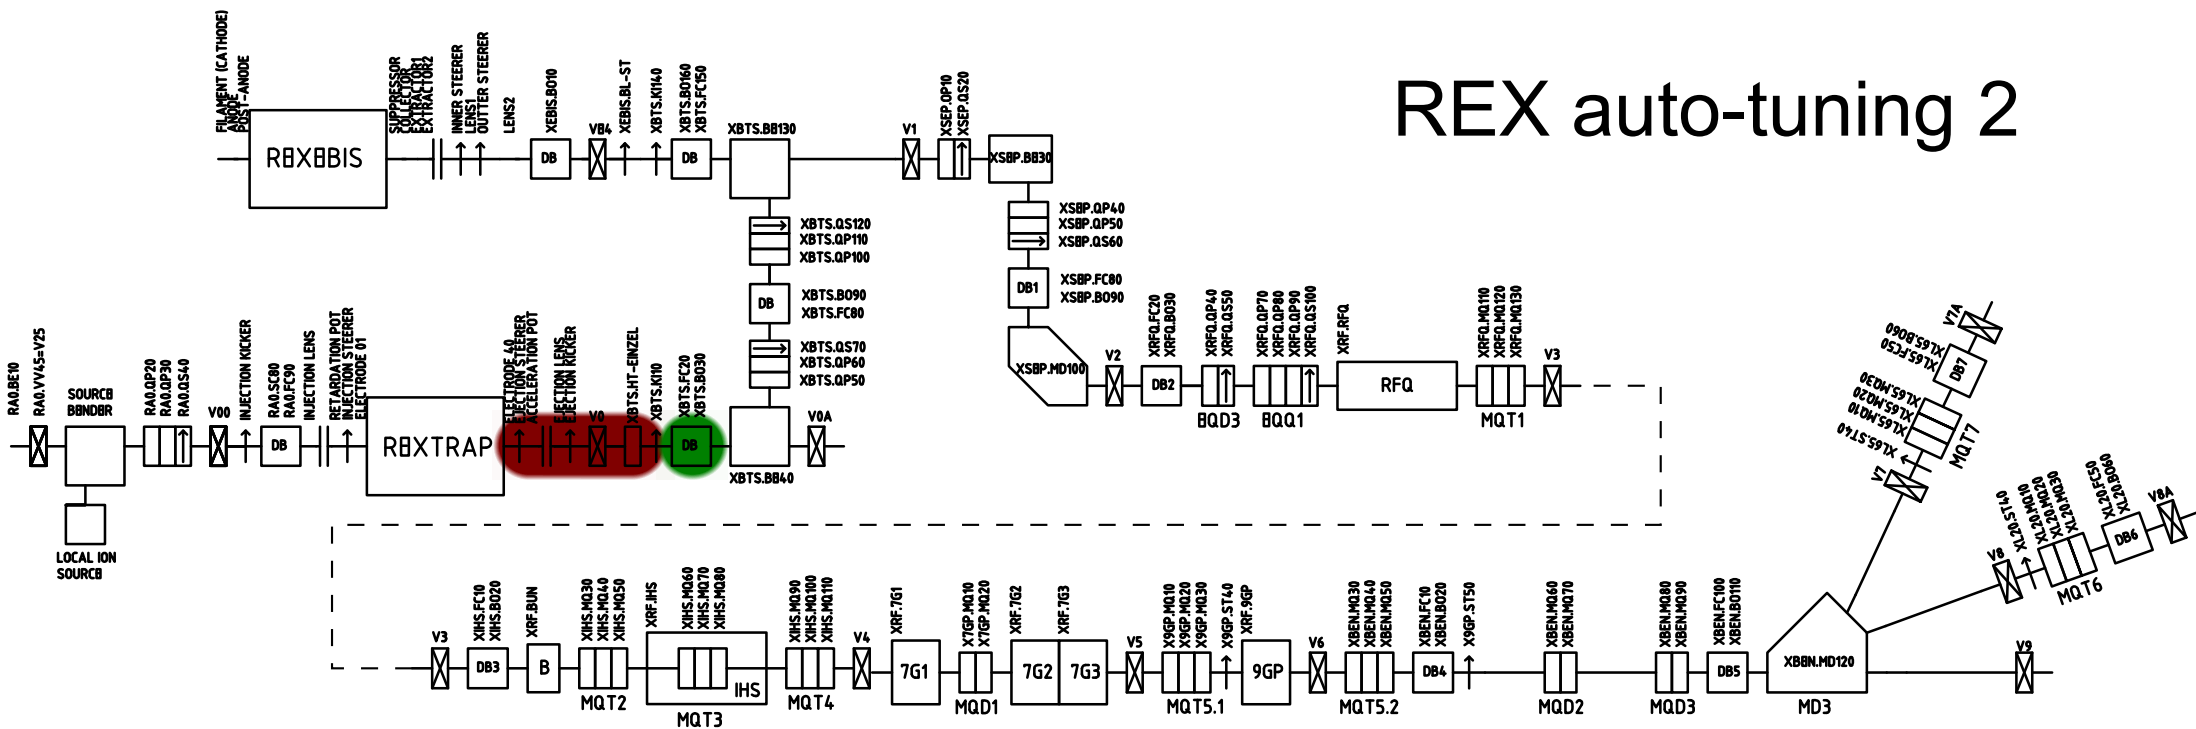 REX auto-tuning 2
FILAMENT (CATHODE)
ANODE
POST-ANODE
REXEBIS
SUPPRESSOR
COLLECTOR
EXTRACTOR1
EXTRACTOR2
INNER STEERER
LENS1
OUTTER STEERER
LENS2
XEBIS.BO10
DB
VE4
XEBIS.BL-ST
XBTS.KI140
XBTS.BO160
XBTS.FC150
DB
XBTS.BE130
V1
XSEP.QP10
XSEP.QS20
XSEP.BE30
XBTS.QS120
XBTS.QP110
XBTS.QP100
XBTS.BO90
XBTS.FC80
DB
XBTS.QS70
XBTS.QP60
XBTS.QP50
XSEP.QP40
XSEP.QP50
XSEP.QS60
XSEP.FC80
XSEP.BO90
DB1
XSEP.MD100
V2
XRFQ.FC20
XRFQ.BO30
DB2
XRFQ.QP40
XRFQ.QS50
EQD3
XRFQ.QP70
XRFQ.QP80
XRFQ.QP90
XRFQ.QS100
EQQ1
XRF.RFQ
RFQ
XRFQ.MQ110
XRFQ.MQ120
XRFQ.MQ130
MQT1
V3
RA0.BE10
RA0.VV45=V25
SOURCE
BENDER
LOCAL ION
SOURCE
RA0.QP20
RA0.QP30
RA0.QS40
V00
INJECTION KICKER
RA0.SC80
RA0.FC90
DB
INJECTION LENS
RETARDATION POT
INJECTION STEERER
ELECTRODE 01
REXTRAP
ELECTRODE 40
EJECTION STEERER
ACCELERATION POT
EJECTION LENS
EJECTION KICKER
V0
XBTS.HT-EINZEL
XBTS.KI10
XBTS.FC20
XBTS.BO30
DB
XBTS.BE40
V0A
V7A
XL65.BO60
XL65.FC50
DB7
XL65.MQ30
XL65.MQ20
XL65.MQ10
XL65.ST40
MQT7
V7
V8
XL20.ST40
XL20.MQ10
XL20.MQ20
XL20.MQ30
MQT6
XL20.FC50
XL20.BO60
DB6
V8A
V3
XIHS.FC10
XIHS.BO20
DB3
XRF.BUN
B
XIHS.MQ30
XIHS.MQ40
XIHS.MQ50
MQT2
XRF.IHS
XIHS.MQ60
XIHS.MQ70
XIHS.MQ80
IHS
MQT3
XIHS.MQ90
XIHS.MQ100
XIHS.MQ110
MQT4
V4
XRF.7G1
7G1
X7GP.MQ10
X7GP.MQ20
MQD1
XRF.7G2
7G2
XRF.7G3
7G3
V5
X9GP.MQ10
X9GP.MQ20
X9GP.MQ30
X9GP.ST40
MQT5.1
XRF.9GP
9GP
V6
XBEN.MQ30
XBEN.MQ40
XBEN.MQ50
MQT5.2
XBEN.FC10
XBEN.BO20
DB4
X9GP.ST50
XBEN.MQ60
XBEN.MQ70
MQD2
XBEN.MQ80
XBEN.MQ90
MQD3
XBEN.FC100
XBEN.BO110
DB5
XBEN.MD120
MD3
V9